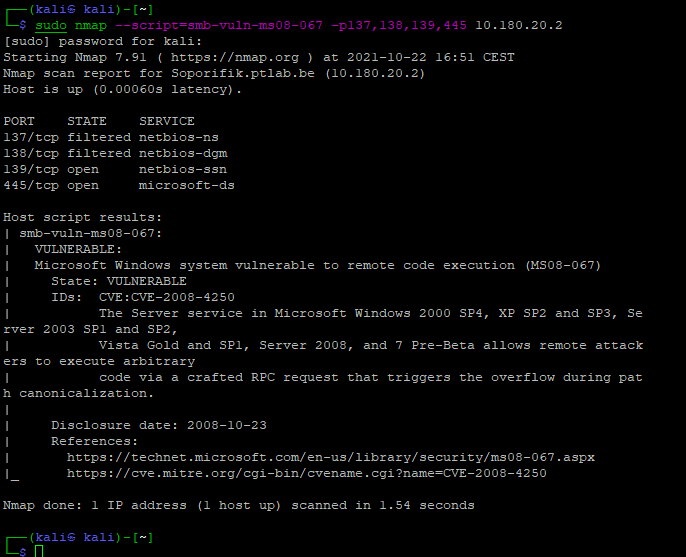 ┌──(kali㉿ kali)-[~]
└─$ sudo nmap --script=smb-vuln-ms08-067 -p137,138,139,445 10.180.20.2
[sudo] password for kali:
Starting Nmap 7.91 ( https://nmap.org ) at 2021-10-22 16:51 CEST
Nmap scan report for Soporifik.ptlab.be (10.180.20.2)
Host is up (0.00060s latency).

PORT    STATE    SERVICE
137/tcp filtered netbios-ns
138/tcp filtered netbios-dgm
139/tcp open     netbios-ssn
445/tcp open     microsoft-ds

Host script results:
| smb-vuln-ms08-067:
|   VULNERABLE:
|   Microsoft Windows system vulnerable to remote code execution (MS08-067)
|     State: VULNERABLE
|     IDs:  CVE:CVE-2008-4250
|           The Server service in Microsoft Windows 2000 SP4, XP SP2 and SP3, Se
rver 2003 SP1 and SP2,
|           Vista Gold and SP1, Server 2008, and 7 Pre-Beta allows remote attack
ers to execute arbitrary
|           code via a crafted RPC request that triggers the overflow during pat
h canonicalization.
|
|     Disclosure date: 2008-10-23
|     References:
|       https://technet.microsoft.com/en-us/library/security/ms08-067.aspx
|_      https://cve.mitre.org/cgi-bin/cvename.cgi?name=CVE-2008-4250

Nmap done: 1 IP address (1 host up) scanned in 1.54 seconds

┌──(kali㉿ kali)-[~]
└─$